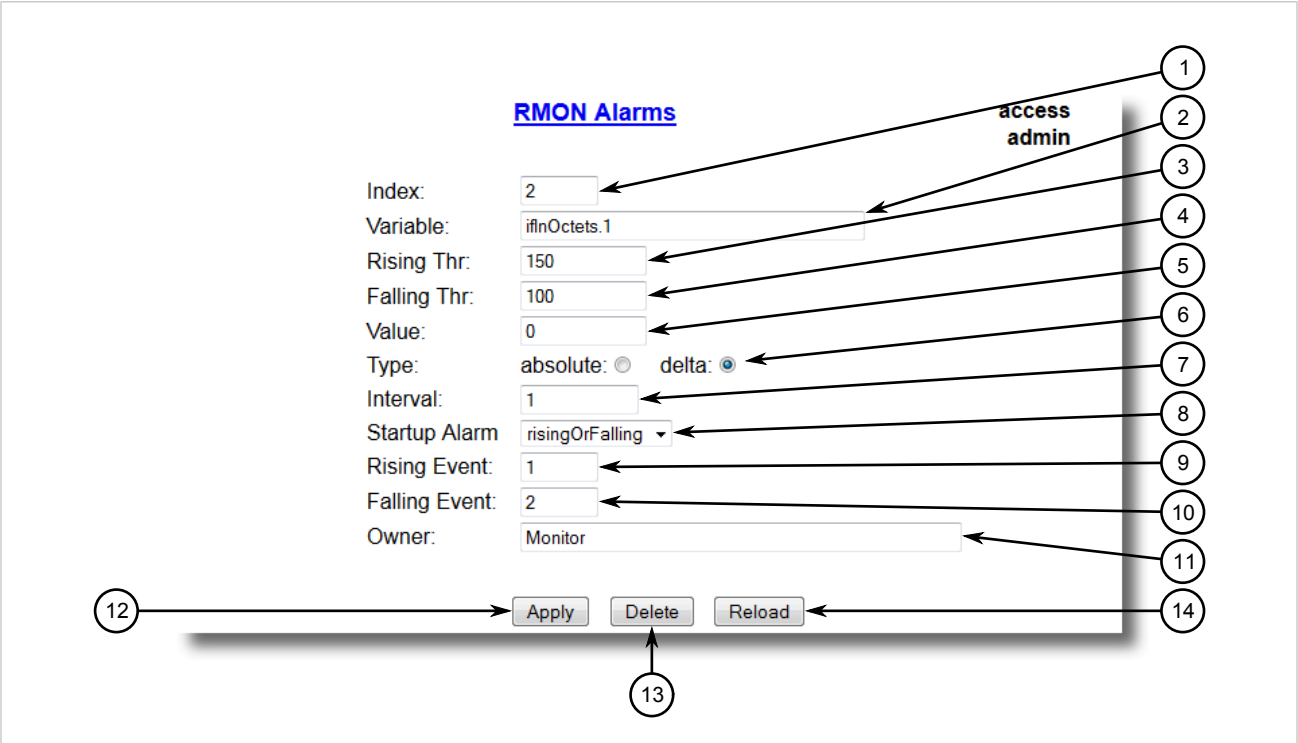 1
RMON Alarms
access
admin
2
3
Index: 2
4
Variable: ifInOctets.1
Rising Thr: 150
5
Falling Thr: 100
6
Value: 0
Type: absolute: delta:
7
Interval: 1
8
Startup Alarm risingOrFalling
9
Rising Event: 1
10
Falling Event: 2
Owner: Monitor
11
12 Apply Delete Reload 14
13